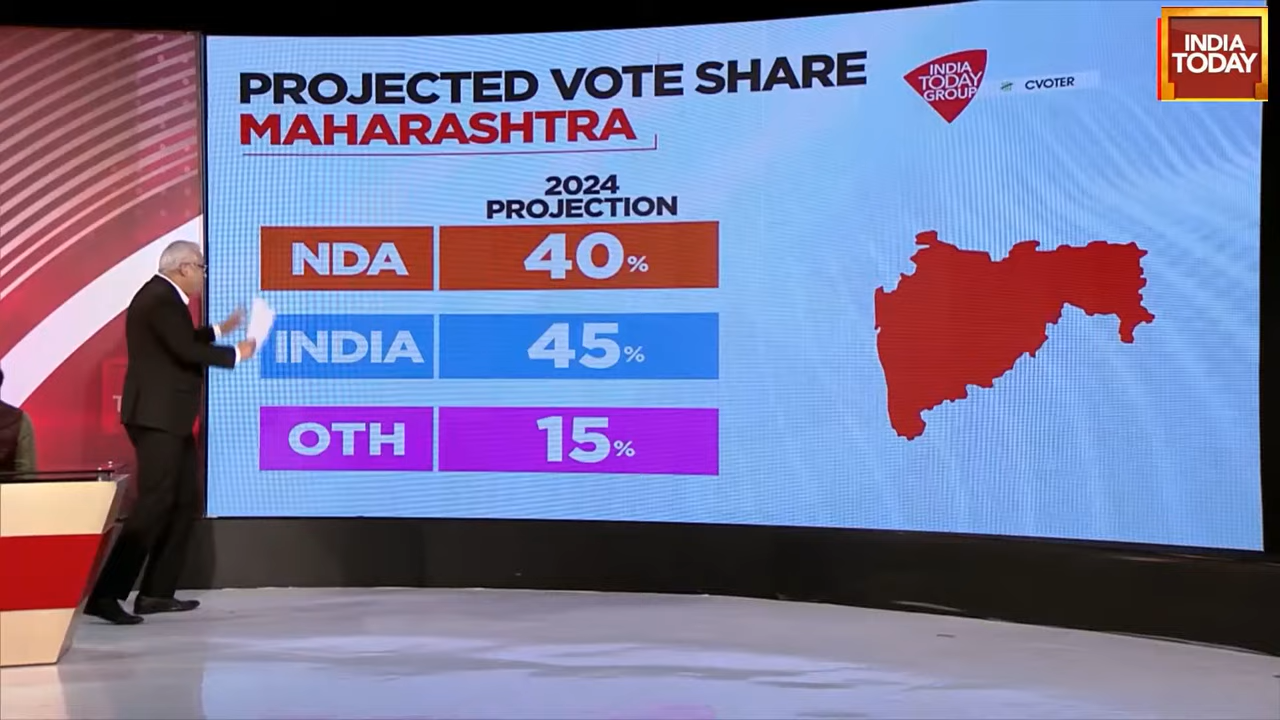 PROJECTED VOTE SHARE
MAHARASHTRA
INDIA
TODAY
GROUP
CVOTER
INDIA
TODAY
2024
PROJECTION
NDA 40%
INDIA 45%
OTH 15%